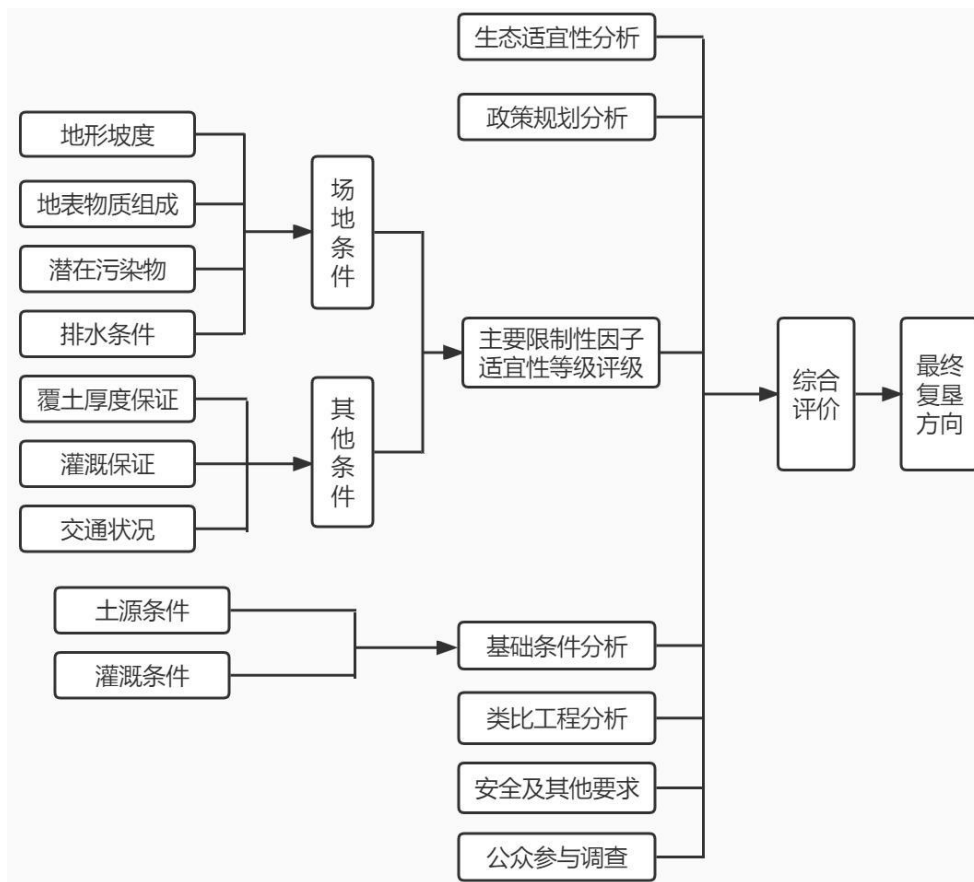 生态适宜性分析
政策规划分析
地形坡度
地表物质组成
潜在污染物
排水条件
场
地
条
件
覆土厚度保证
灌溉保证
交通状况
其
他
条
件
主要限制性因子
适宜性等级评级
土源条件
灌溉条件
基础条件分析
类比工程分析
安全及其他要求
公众参与调查
综合
评价
最终
复垦
方向